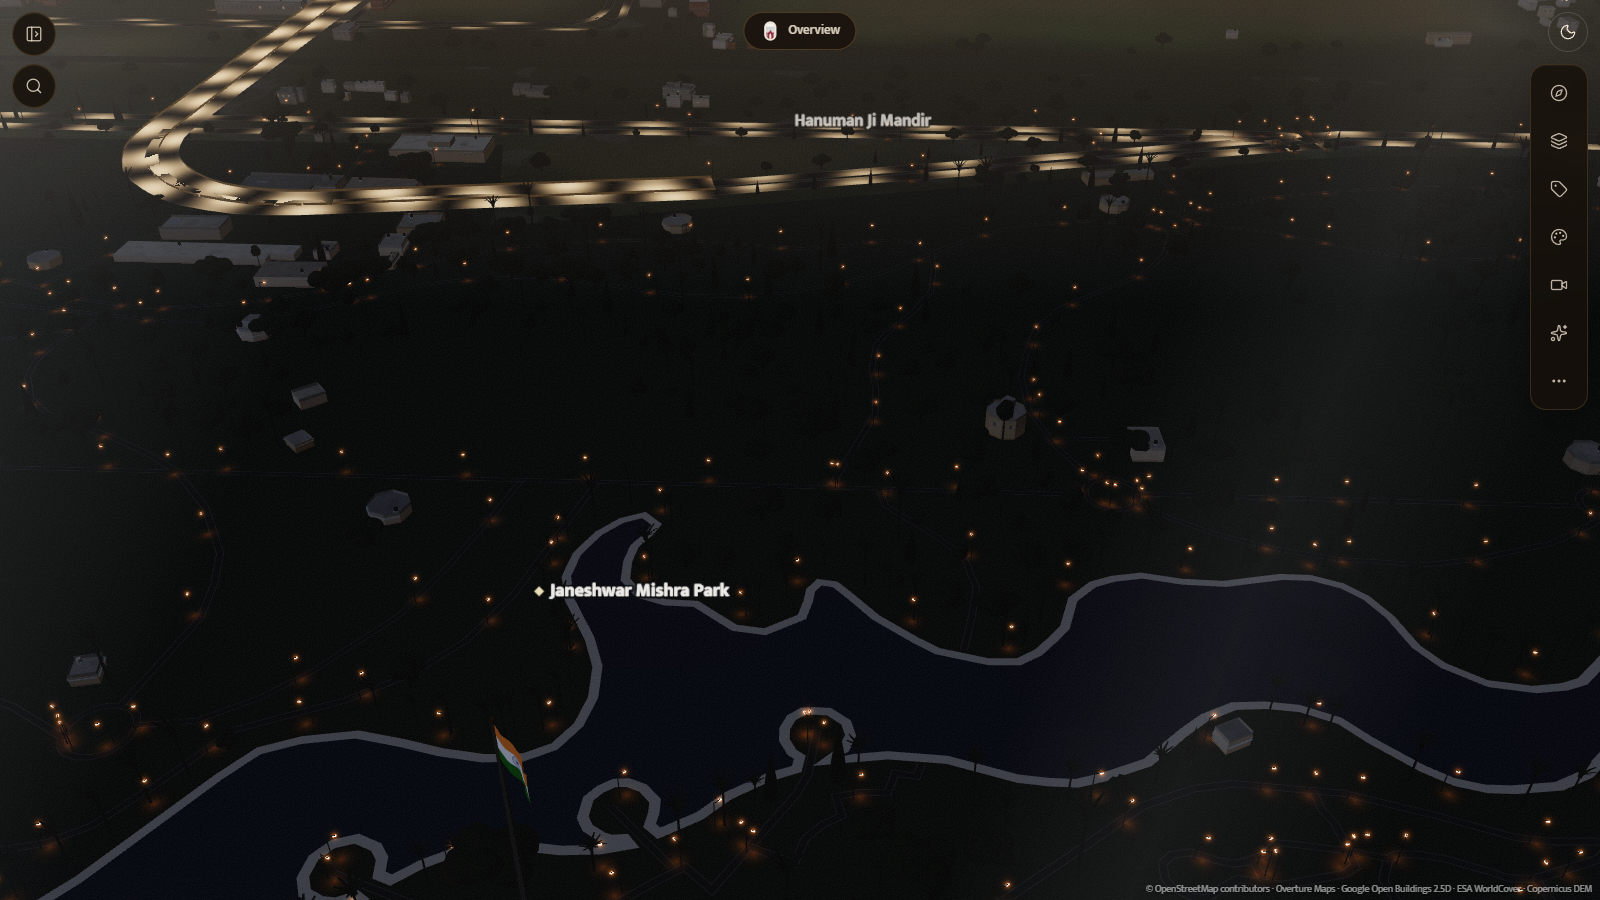 Overview
Hanuman Ji Mandir
Janeshwar Mishra Park
© OpenStreetMap contributors · Overture Maps · Google Open Buildings 2.5D · ESA WorldCover · Copernicus DEM